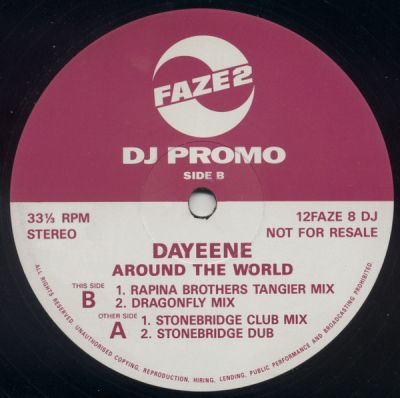 FAZE2
DJ PROMO
SIDE B
33⅓ RPM
STEREO
12FAZE 8 DJ
NOT FOR RESALE
DAYEENE
AROUND THE WORLD
THIS SIDE
B
1. RAPINA BROTHERS TANGIER MIX
2. DRAGONFLY MIX
OTHER SIDE
A
1. STONEBRIDGE CLUB MIX
2. STONEBRIDGE DUB
ALL RIGHTS RESERVED. UNAUTHORISED COPYING, REPRODUCTION, HIRING, LENDING, PUBLIC PERFORMANCE AND BROADCASTING PROHIBITED